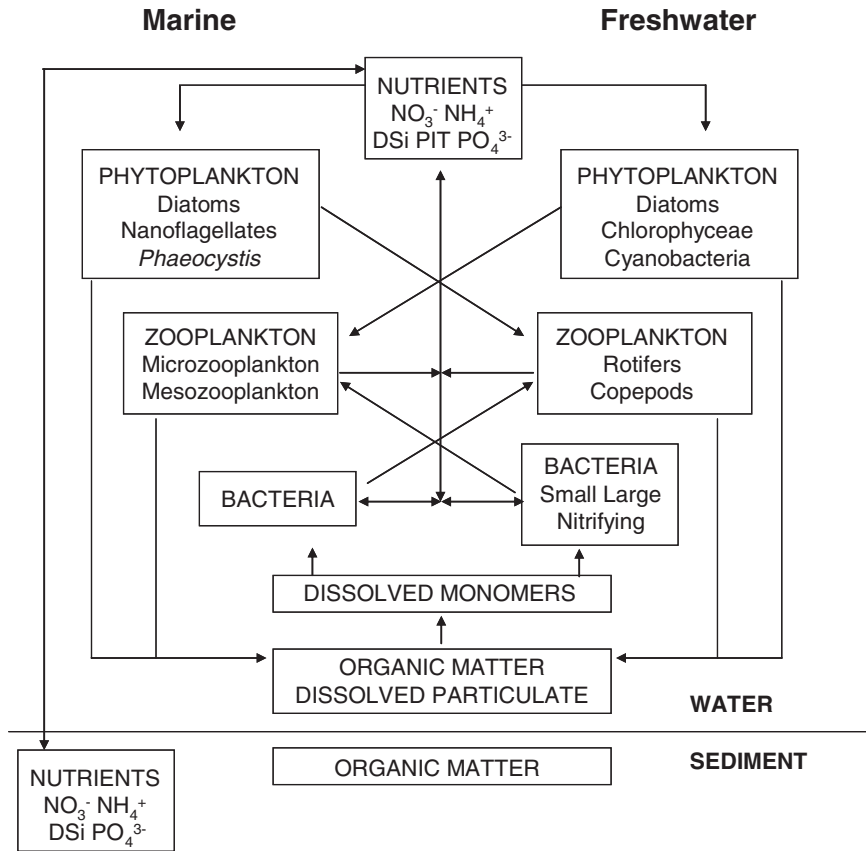 Marine
Freshwater
NUTRIENTS
NO₃⁻ NH₄⁺
DSi PIT PO₄³⁻
PHYTOPLANKTON
Diatoms
Nanoflagellates
Phaeocystis
PHYTOPLANKTON
Diatoms
Chlorophyceae
Cyanobacteria
ZOOPLANKTON
Microzooplankton
Mesozooplankton
ZOOPLANKTON
Rotifers
Copepods
BACTERIA
BACTERIA
Small Large
Nitrifying
DISSOLVED MONOMERS
ORGANIC MATTER
DISSOLVED PARTICULATE
WATER
SEDIMENT
ORGANIC MATTER
NUTRIENTS
NO₃⁻ NH₄⁺
DSi PO₄³⁻